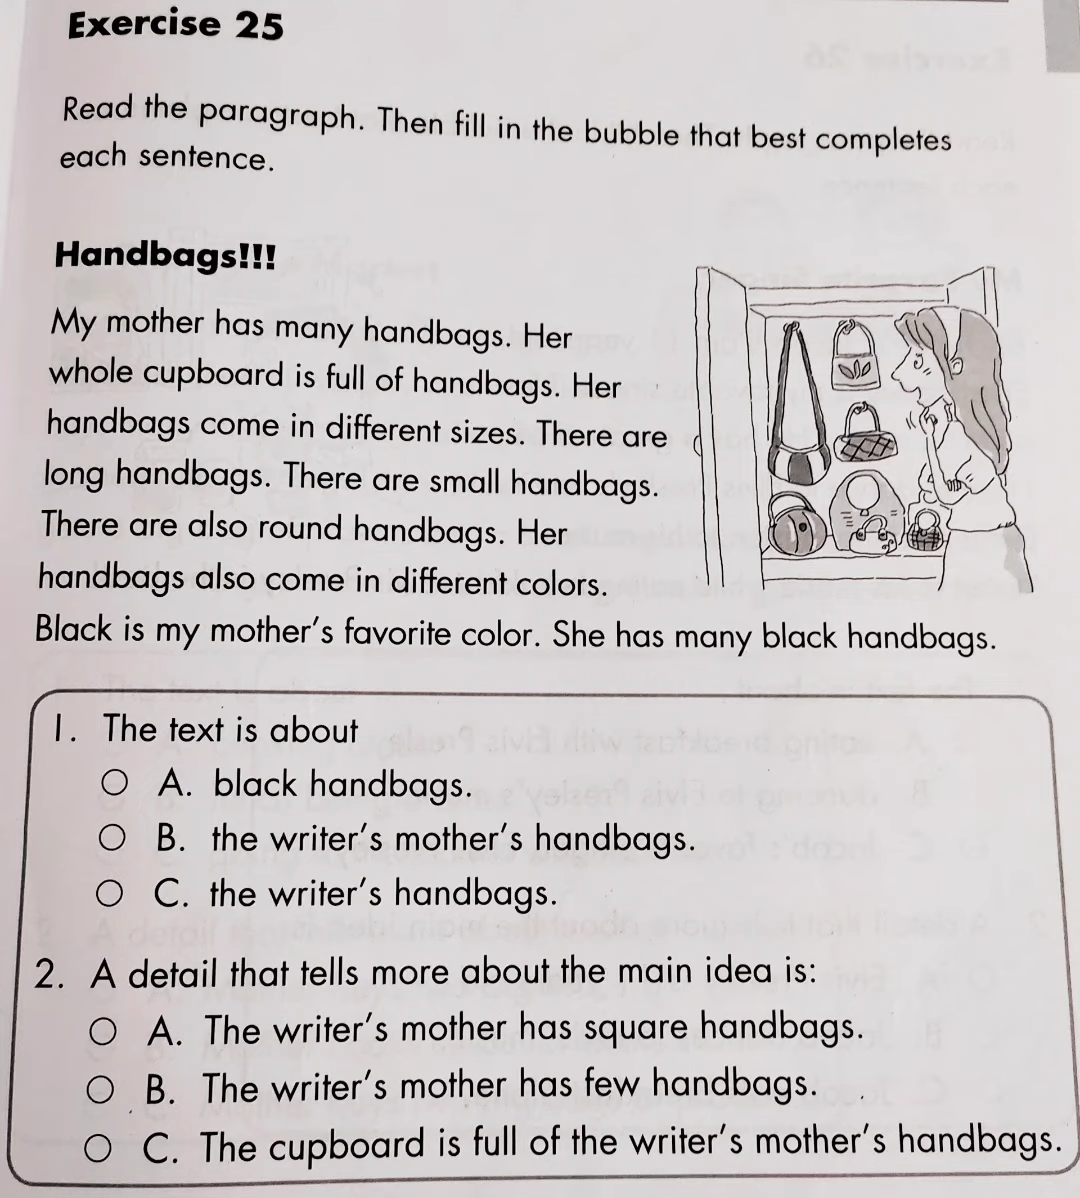 Exercise 25
Read the paragraph. Then fill in the bubble that best completes
each sentence.
Handbags!!!
My mother has many handbags. Her
whole cupboard is full of handbags. Her
handbags come in different sizes. There are
long handbags. There are small handbags.
There are also round handbags. Her
handbags also come in different colors.
Black is my mother's favorite color. She has many black handbags.
1. The text is about
A. black handbags.
B. the writer's mother's handbags.
C. the writer's handbags.
2. A detail that tells more about the main idea is:
A. The writer's mother has square handbags.
B. The writer's mother has few handbags.
C. The cupboard is full of the writer's mother's handbags.